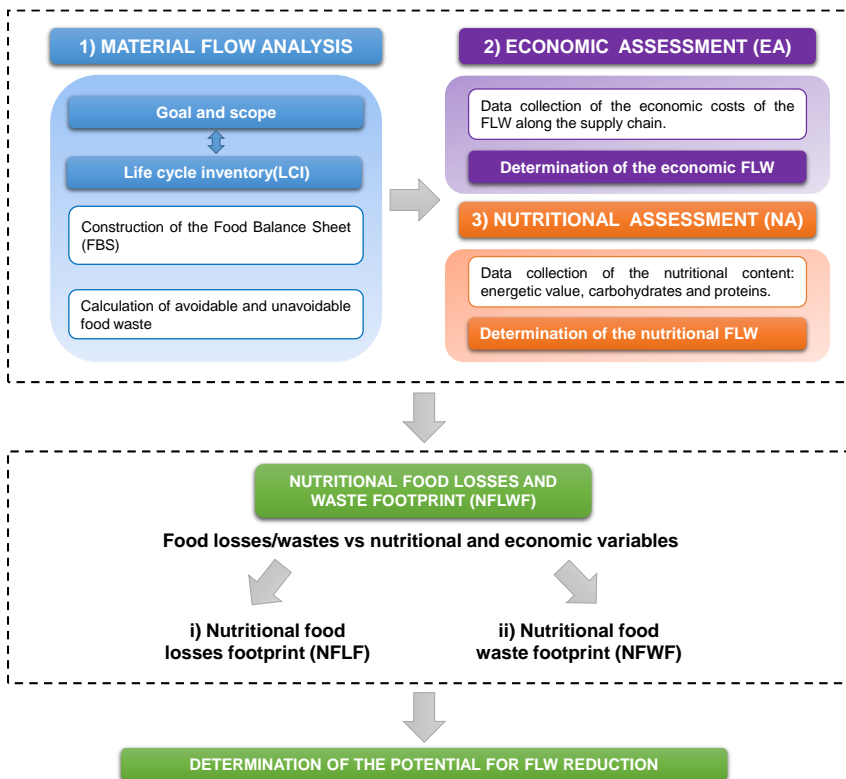 1) MATERIAL FLOW ANALYSIS
Goal and scope
Life cycle inventory(LCI)
Construction of the Food Balance Sheet
(FBS)
Calculation of avoidable and unavoidable
food waste
2) ECONOMIC ASSESSMENT (EA)
Data collection of the economic costs of the
FLW along the supply chain.
Determination of the economic FLW
3) NUTRITIONAL ASSESSMENT (NA)
Data collection of the nutritional content:
energetic value, carbohydrates and proteins.
Determination of the nutritional FLW
NUTRITIONAL FOOD LOSSES AND
WASTE FOOTPRINT (NFLWF)
Food losses/wastes vs nutritional and economic variables
i) Nutritional food
losses footprint (NFLF)
ii) Nutritional food
waste footprint (NFWF)
DETERMINATION OF THE POTENTIAL FOR FLW REDUCTION